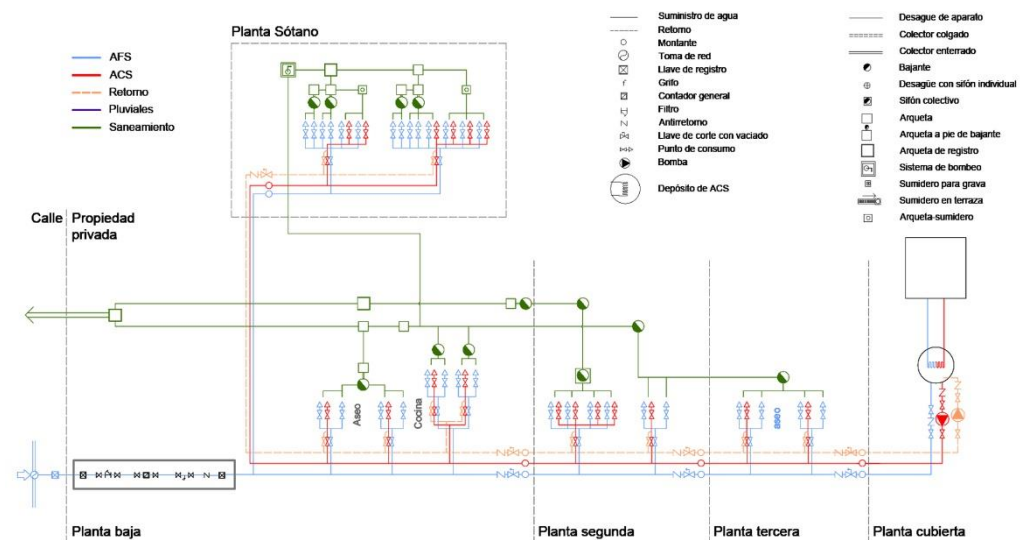 AFS
ACS
Retorno
Pluviales
Saneamiento
Planta Sótano
Suministro de agua
Retorno
Montante
Toma de red
Llave de registro
Grifo
Contador general
Filtro
Antirretorno
Llave de corte con vaciado
Punto de consumo
Bomba
Depósito de ACS
Desague de aparato
Colector colgado
Colector enterrado
Bajante
Desagüe con sifón individual
Sifón colectivo
Arqueta
Arqueta a pie de bajante
Arqueta de registro
Sistema de bombeo
Sumidero para grava
Sumidero en terraza
Arqueta-sumidero
Calle
Propiedad
privada
Aseo
Cocina
aseo
Planta baja
Planta segunda
Planta tercera
Planta cubierta